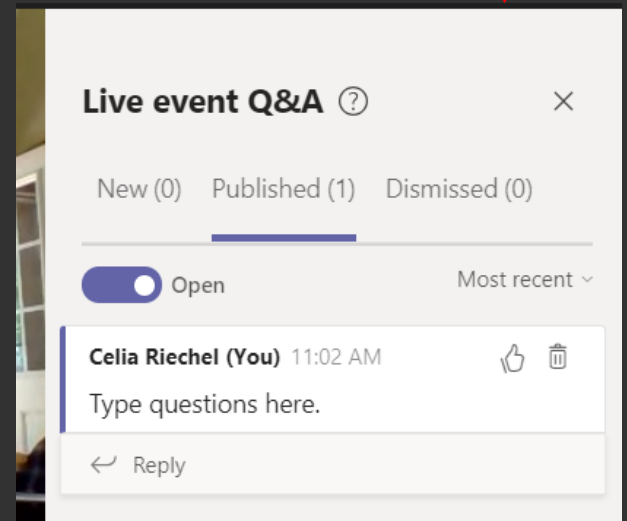 Live event Q&A ?
New (0) Published (1) Dismissed (0)
Open Most recent
Celia Riechel (You) 11:02 AM
Type questions here.
Reply